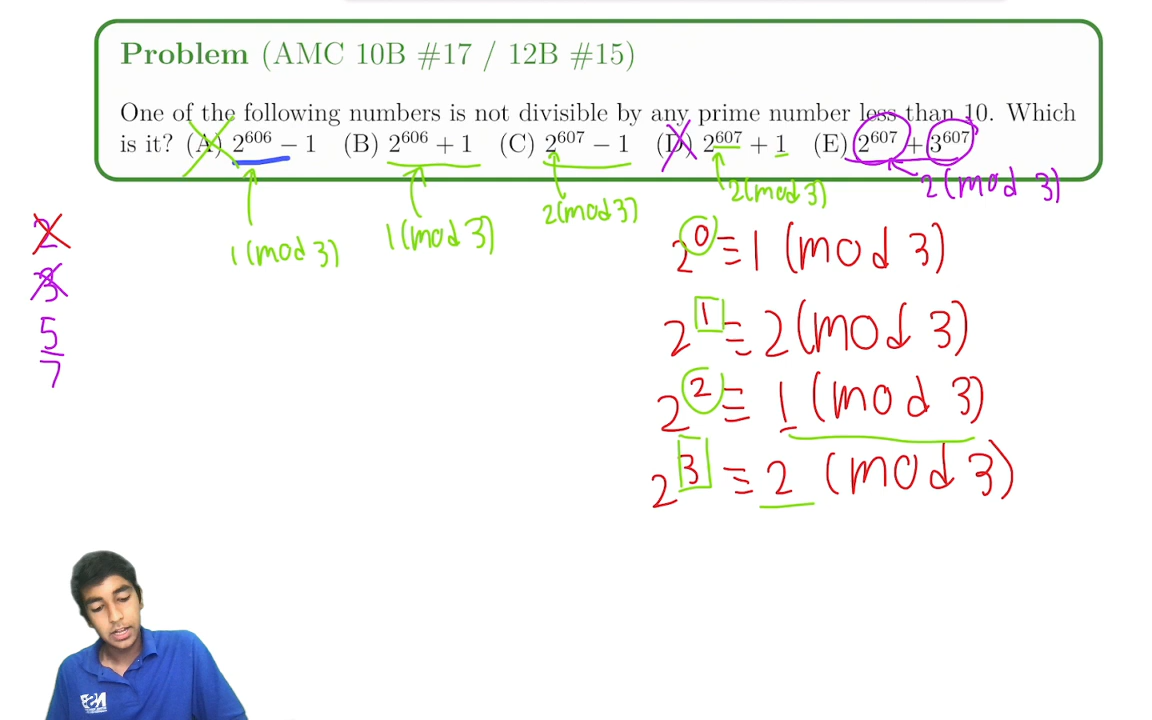 Problem (AMC 10B #17 / 12B #15)
One of the following numbers is not divisible by any prime number less than 10. Which
is it? (A) 2^606 − 1 (B) 2^606 + 1 (C) 2^607 − 1 (D) 2^607 + 1 (E) 2^607 + 3^607
1 (mod 3) 1 (mod 3) 2 (mod 3) 2 (mod 3) 2 (mod 3)
2
3
5
7
2^0 ≡ 1 (mod 3)
2^1 ≡ 2 (mod 3)
2^2 ≡ 1 (mod 3)
2^3 ≡ 2 (mod 3)